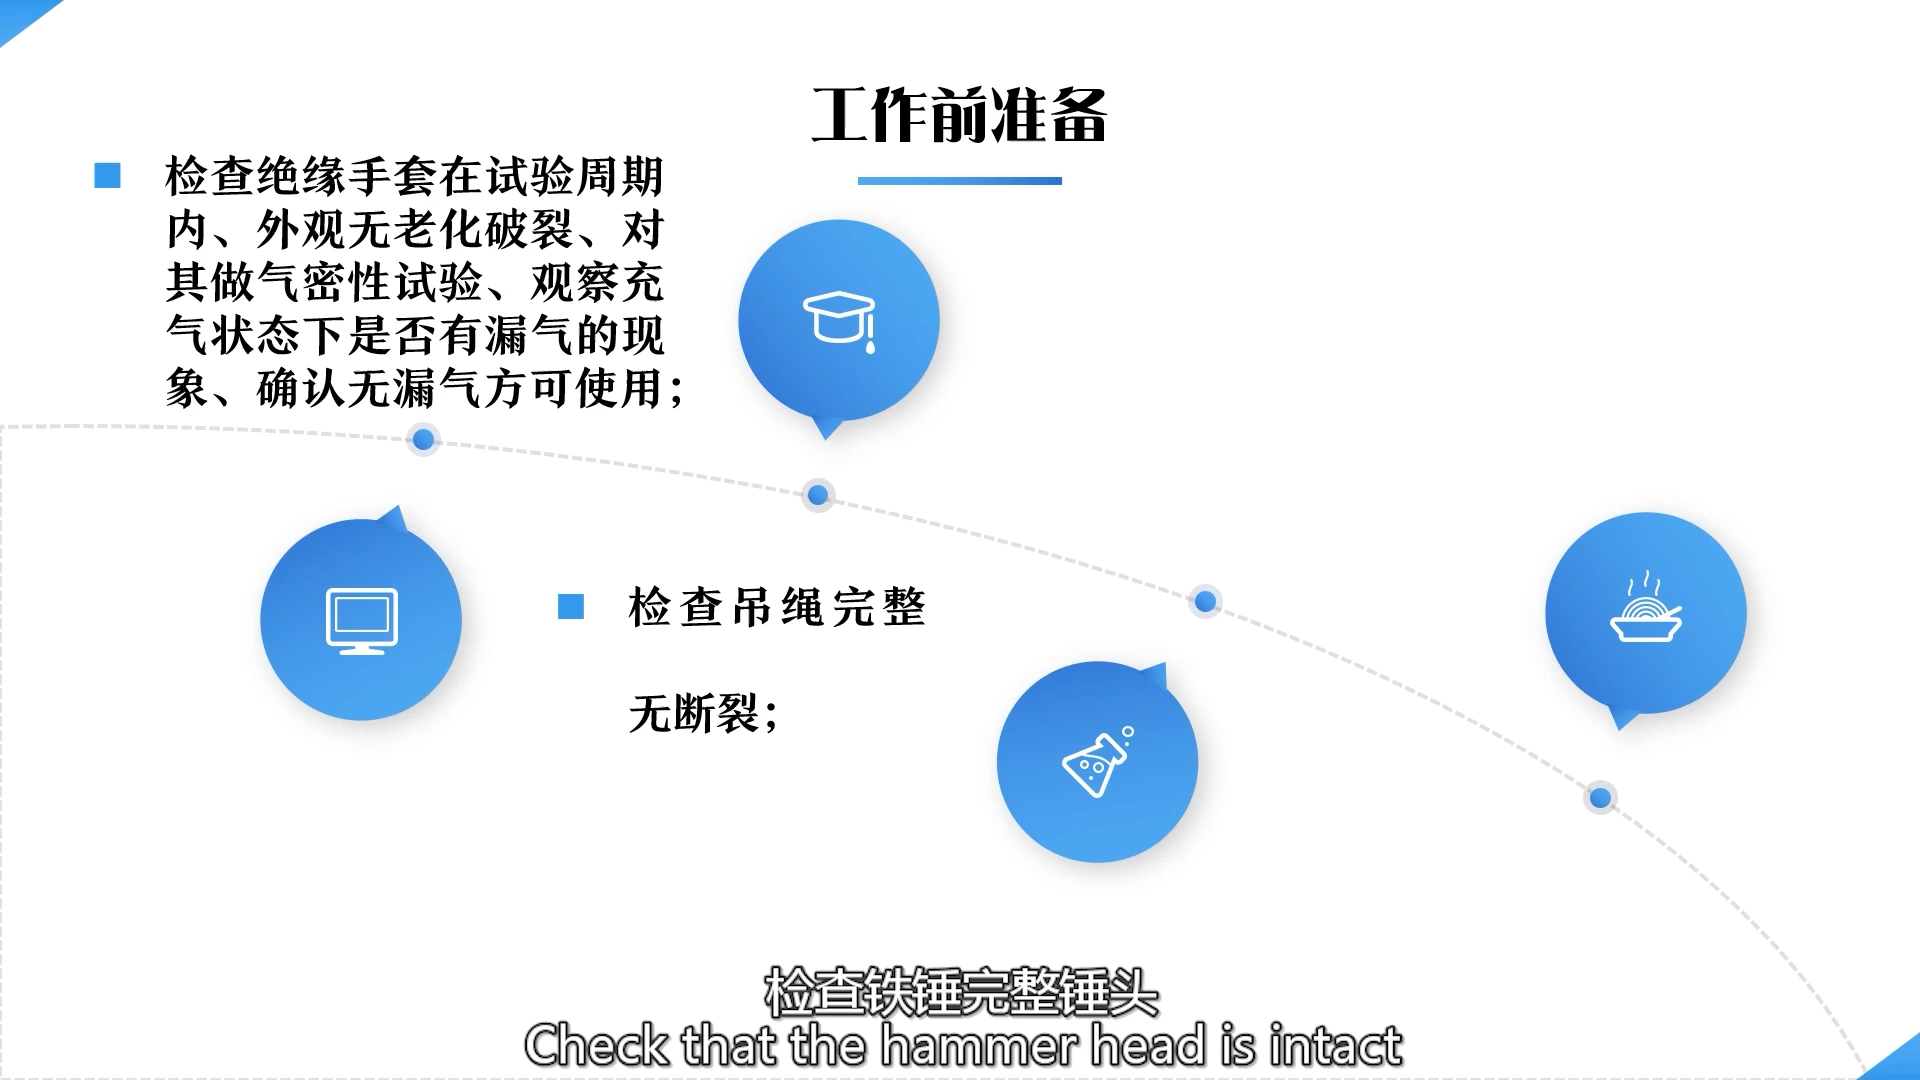 工作前准备
检查绝缘手套在试验周期
内、外观无老化破裂、对
其做气密性试验、观察充
气状态下是否有漏气的现
象、确认无漏气方可使用；
检查吊绳完整
无断裂；
检查铁锤完整锤头
Check that the hammer head is intact